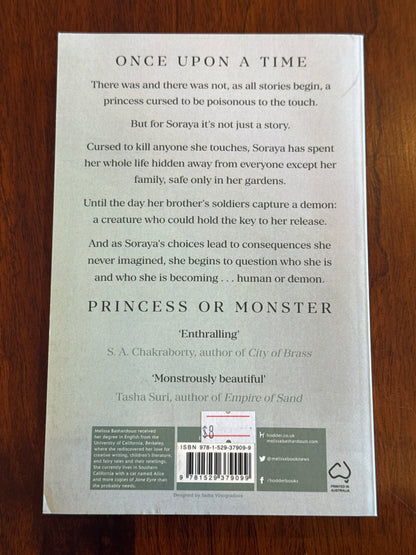 ONCE UPON A TIME
There was and there was not, as all stories begin, a
princess cursed to be poisonous to the touch.
But for Soraya it's not just a story.
Cursed to kill anyone she touches, Soraya has spent
her whole life hidden away from everyone except her
family, safe only in her gardens.
Until the day her brother's soldiers capture a demon:
a creature who could hold the key to her release.
And as Soraya's choices lead to consequences she
never imagined, she begins to question who she is
and who she is becoming . . . human or demon.
PRINCESS OR MONSTER
'Enthralling'
S. A. Chakraborty, author of City of Brass
'Monstrously beautiful'
Tasha Suri, author of Empire of Sand
Melissa Bashardoust received
her degree in English from the
University of California, Berkeley,
where she rediscovered her love for
creative writing, children's literature,
and fairy tales and their retellings.
She currently lives in Southern
California with a cat named Alice
and more copies of Jane Eyre than
she probably needs.
$8
ISBN 978-1-529-37909-9
9 781529 379099
hodder.co.uk
melissabashardoust.com
@melissabooknews
/hodderbooks
PRINTED IN
AUSTRALIA
Designed by Sasha Vinogradova